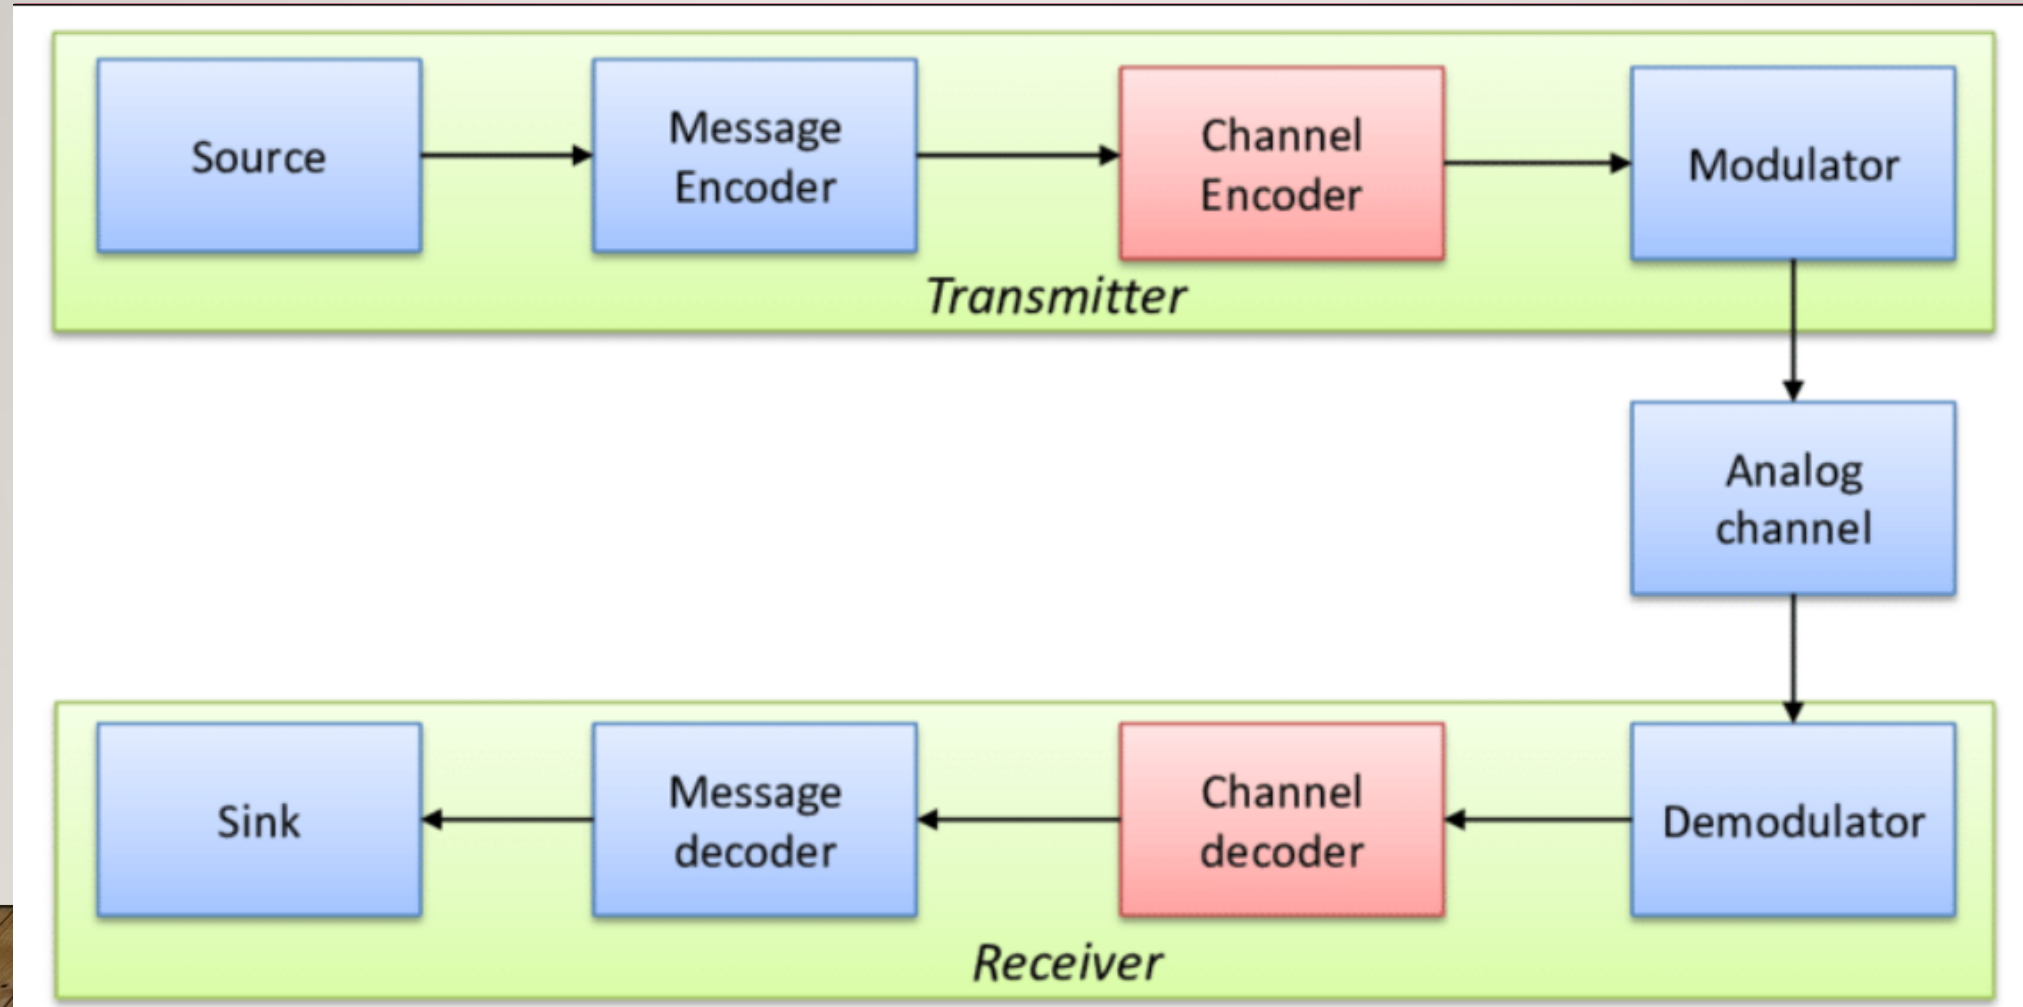 Source
Message
Encoder
Channel
Encoder
Modulator
Transmitter
Analog
channel
Sink
Message
decoder
Channel
decoder
Demodulator
Receiver